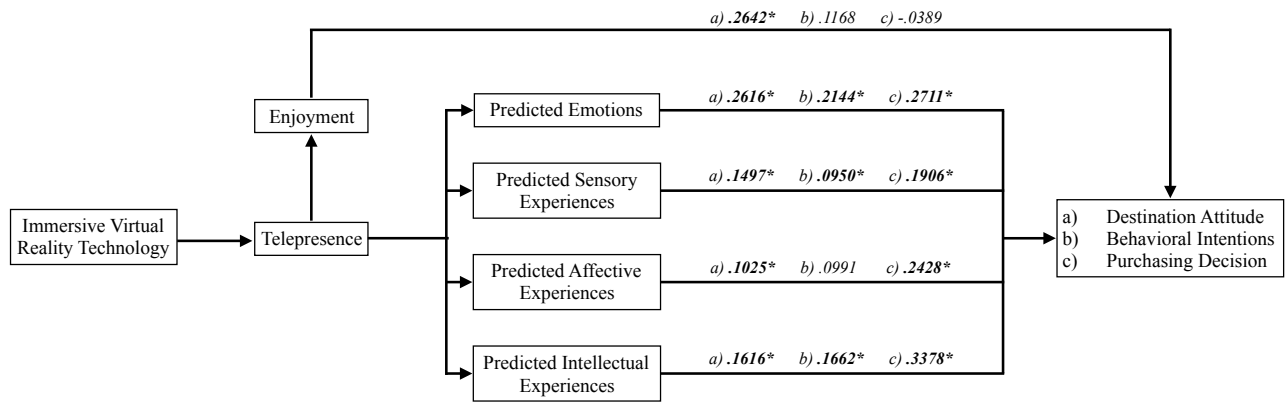 a) .2642* b) .1168 c) -.0389
Enjoyment
Predicted Emotions
a) .2616* b) .2144* c) .2711*
Predicted Sensory
Experiences
a) .1497* b) .0950* c) .1906*
Immersive Virtual
Reality Technology
Telepresence
a) Destination Attitude
b) Behavioral Intentions
c) Purchasing Decision
Predicted Affective
Experiences
a) .1025* b) .0991 c) .2428*
Predicted Intellectual
Experiences
a) .1616* b) .1662* c) .3378*